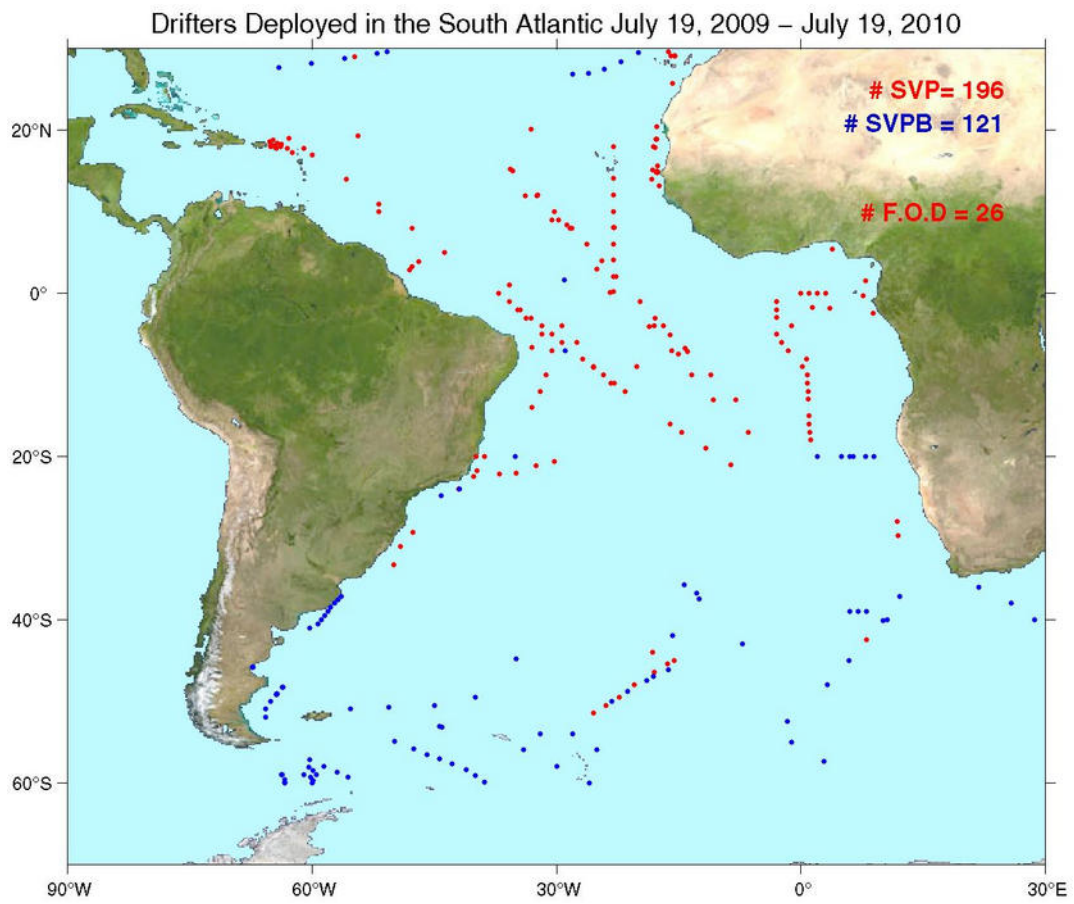 Drifters Deployed in the South Atlantic July 19, 2009 – July 19, 2010
# SVP= 196
20°N
# SVPB = 121
# F.O.D = 26
0°
20°S
40°S
60°S
90°W 60°W 30°W 0° 30°E